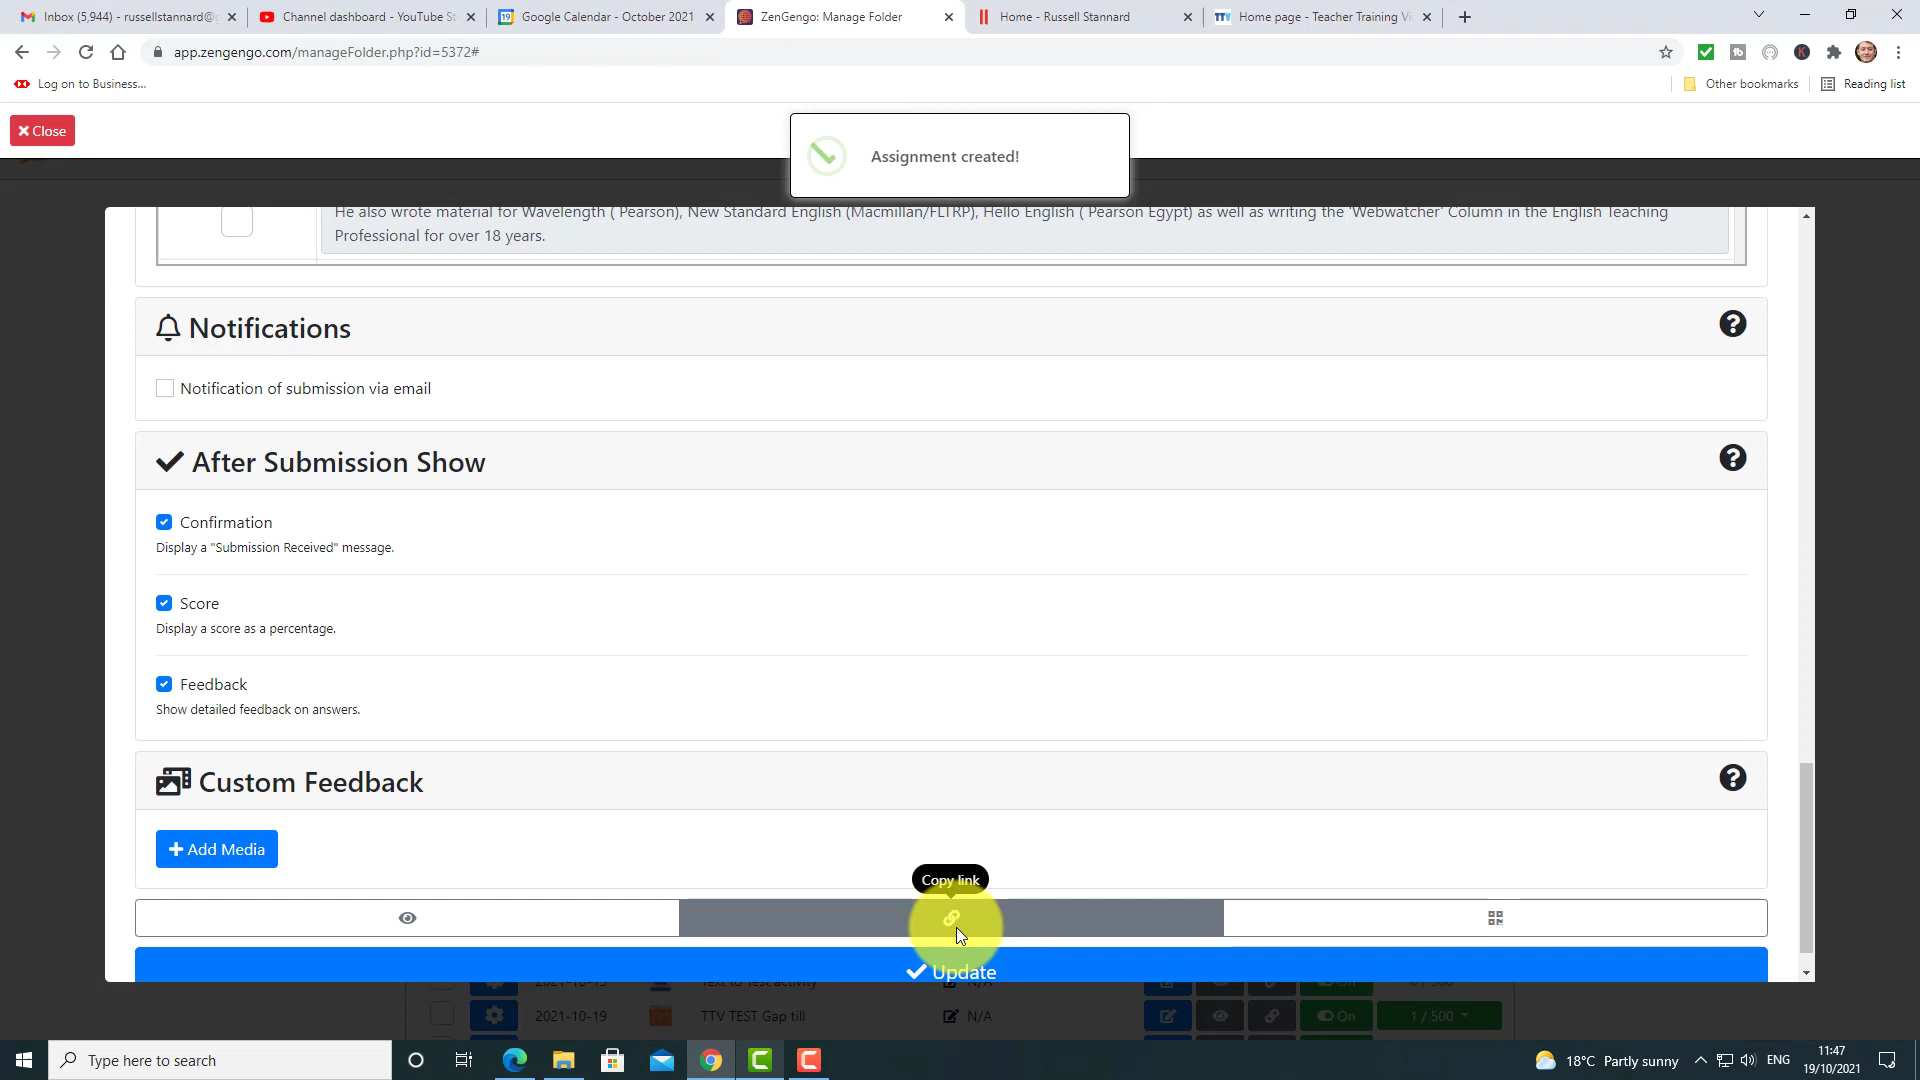 Inbox (5,944) - russellstannard@
Channel dashboard - YouTube St
Google Calendar - October 2021
ZenGengo: Manage Folder
Home - Russell Stannard
Home page - Teacher Training Vi
app.zengengo.com/manageFolder.php?id=5372#
Log on to Business...
Other bookmarks
Reading list
Close
Assignment created!
He also wrote material for Wavelength ( Pearson), New Standard English (Macmillan/FLTRP), Hello English ( Pearson Egypt) as well as writing the 'Webwatcher' Column in the English Teaching
Professional for over 18 years.
Notifications
Notification of submission via email
After Submission Show
Confirmation
Display a "Submission Received" message.
Score
Display a score as a percentage.
Feedback
Show detailed feedback on answers.
Custom Feedback
+ Add Media
Copy link
Update
Text to Test activity
N/A
2021-10-19
TTV TEST Gap till
N/A
On
1 / 500
Type here to search
18°C Partly sunny
ENG
11:47
19/10/2021